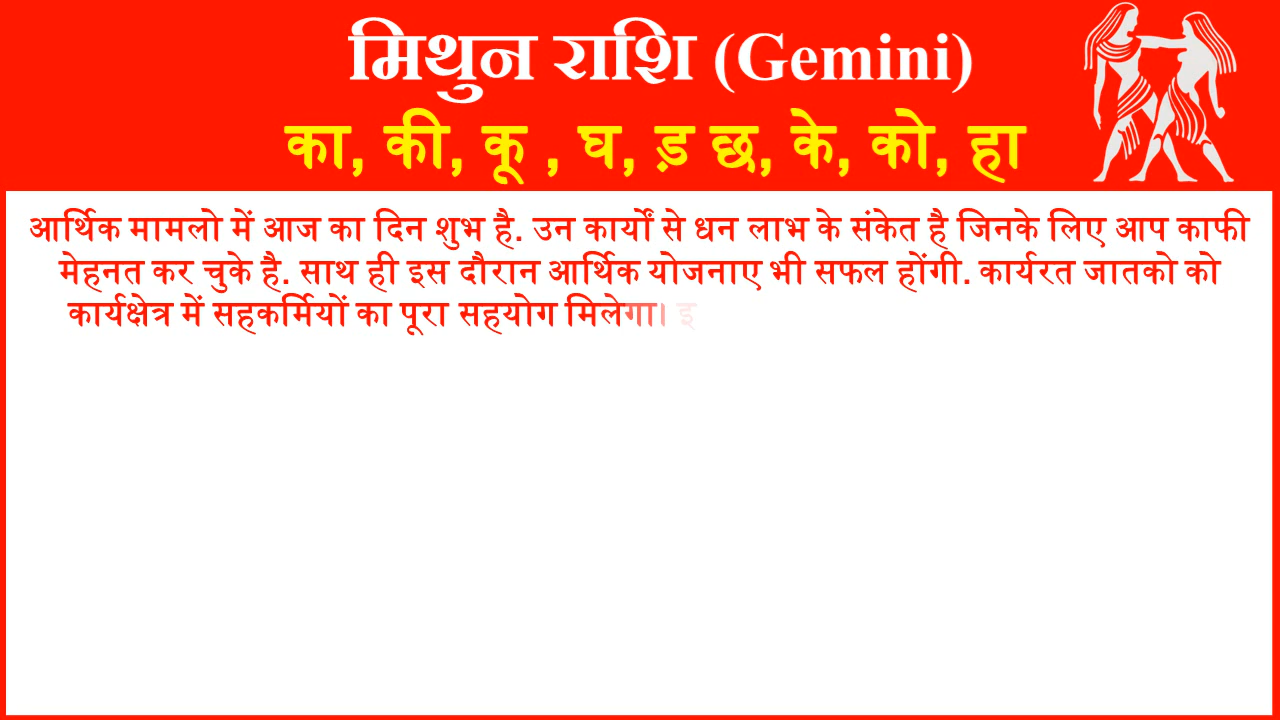 मिथुन राशि (Gemini)
का, की, कू , घ, ड़ छ, के, को, हा
आर्थिक मामलो में आज का दिन शुभ है. उन कार्यों से धन लाभ के संकेत है जिनके लिए आप काफी
मेहनत कर चुके है. साथ ही इस दौरान आर्थिक योजनाए भी सफल होंगी. कार्यरत जातको को
कार्यक्षेत्र में सहकर्मियों का पूरा सहयोग मिलेगा। इ